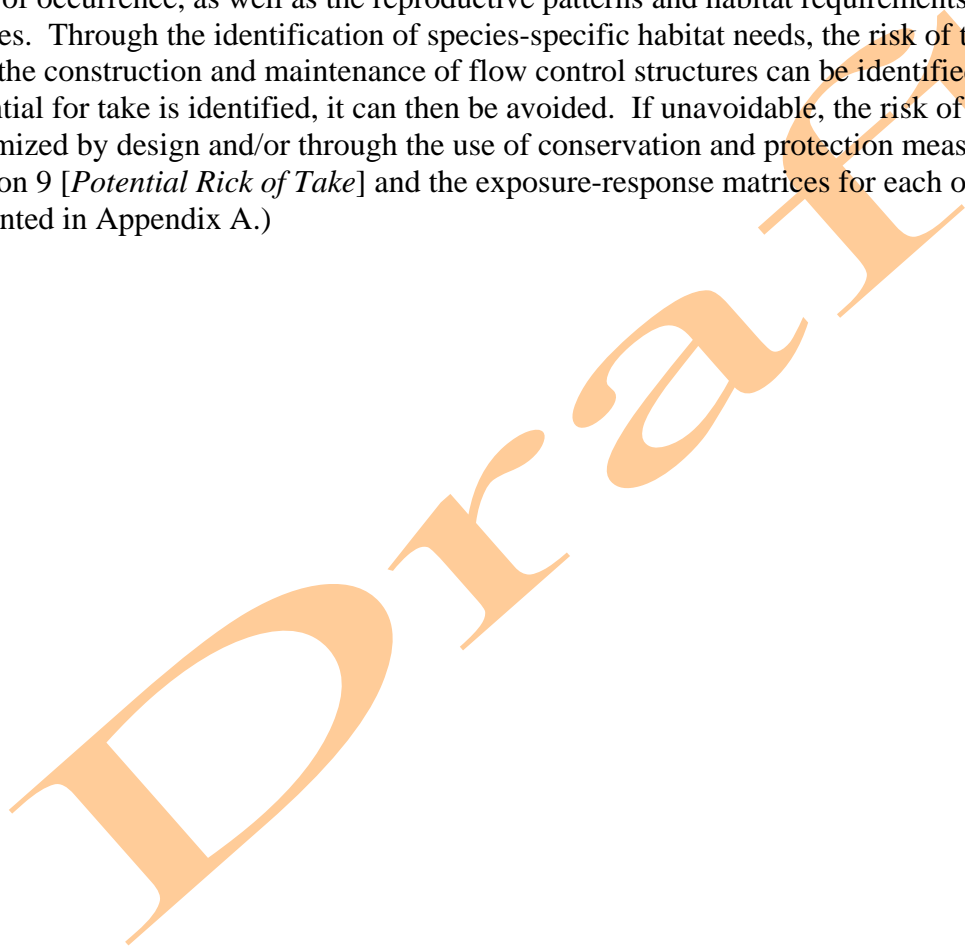 of occurrence, as well as the reproductive patterns and habitat requirements
es. Through the identification of species-specific habitat needs, the risk of t
the construction and maintenance of flow control structures can be identifie
ntial for take is identified, it can then be avoided. If unavoidable, the risk of
mized by design and/or through the use of conservation and protection meas
on 9 [Potential Rick of Take] and the exposure-response matrices for each o
nted in Appendix A.)
Draf